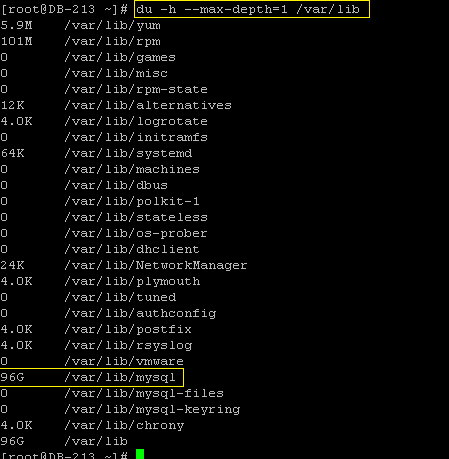 [root@DB-213 ~]# du -h --max-depth=1 /var/lib
5.9M /var/lib/yum
101M /var/lib/rpm
0 /var/lib/games
0 /var/lib/misc
0 /var/lib/rpm-state
12K /var/lib/alternatives
4.0K /var/lib/logrotate
0 /var/lib/initramfs
64K /var/lib/systemd
0 /var/lib/machines
0 /var/lib/dbus
0 /var/lib/polkit-1
0 /var/lib/stateless
0 /var/lib/os-prober
0 /var/lib/dhclient
24K /var/lib/NetworkManager
4.0K /var/lib/plymouth
0 /var/lib/tuned
0 /var/lib/authconfig
4.0K /var/lib/postfix
4.0K /var/lib/rsyslog
0 /var/lib/vmware
96G /var/lib/mysql
0 /var/lib/mysql-files
0 /var/lib/mysql-keyring
4.0K /var/lib/chrony
96G /var/lib
[root@DB-213 ~]#